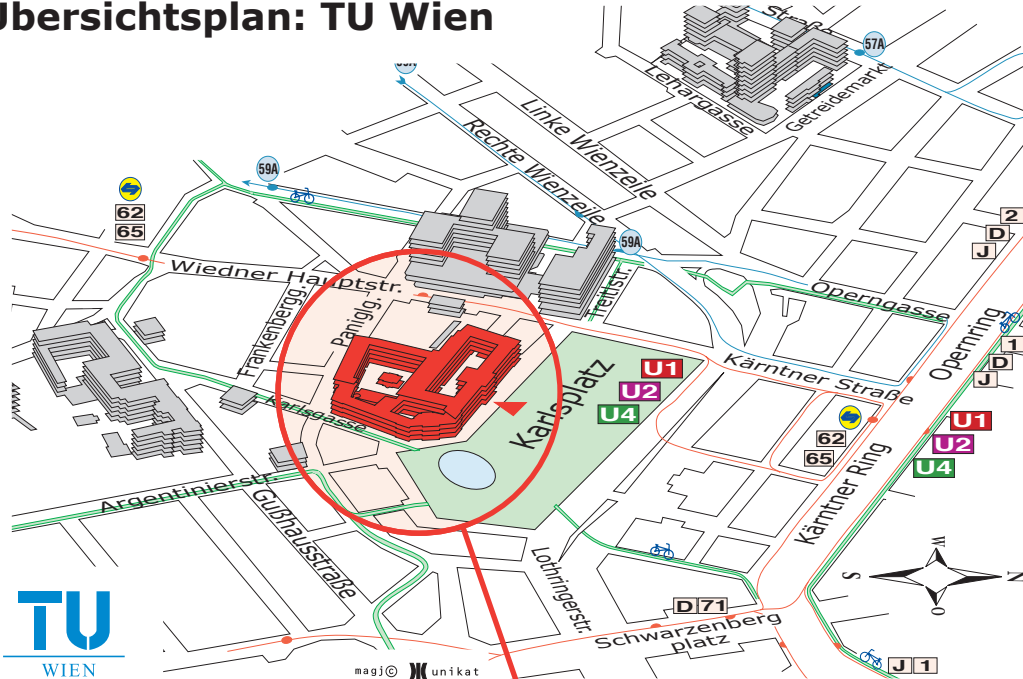 Übersichtsplan: TU Wien
Straße
57A
Lehargasse
Getreidemarkt
Linke Wienzeile
Rechte Wienzeile
59A
62
65
59A
2
D
J
Wiedner Hauptstr.
Treitlstr.
Operngasse
Opernring
1
D
J
Frankenbergg.
Panigg.
Karlsplatz
U1
U2
U4
Kärntner Straße
62
65
U1
U2
U4
Karlsgasse
Kärntner Ring
Argentinierstr.
Gußhausstraße
Lothringerstr.
W
S
N
O
D 71
Schwarzenberg
platz
J 1
TU
WIEN
magj© unikat